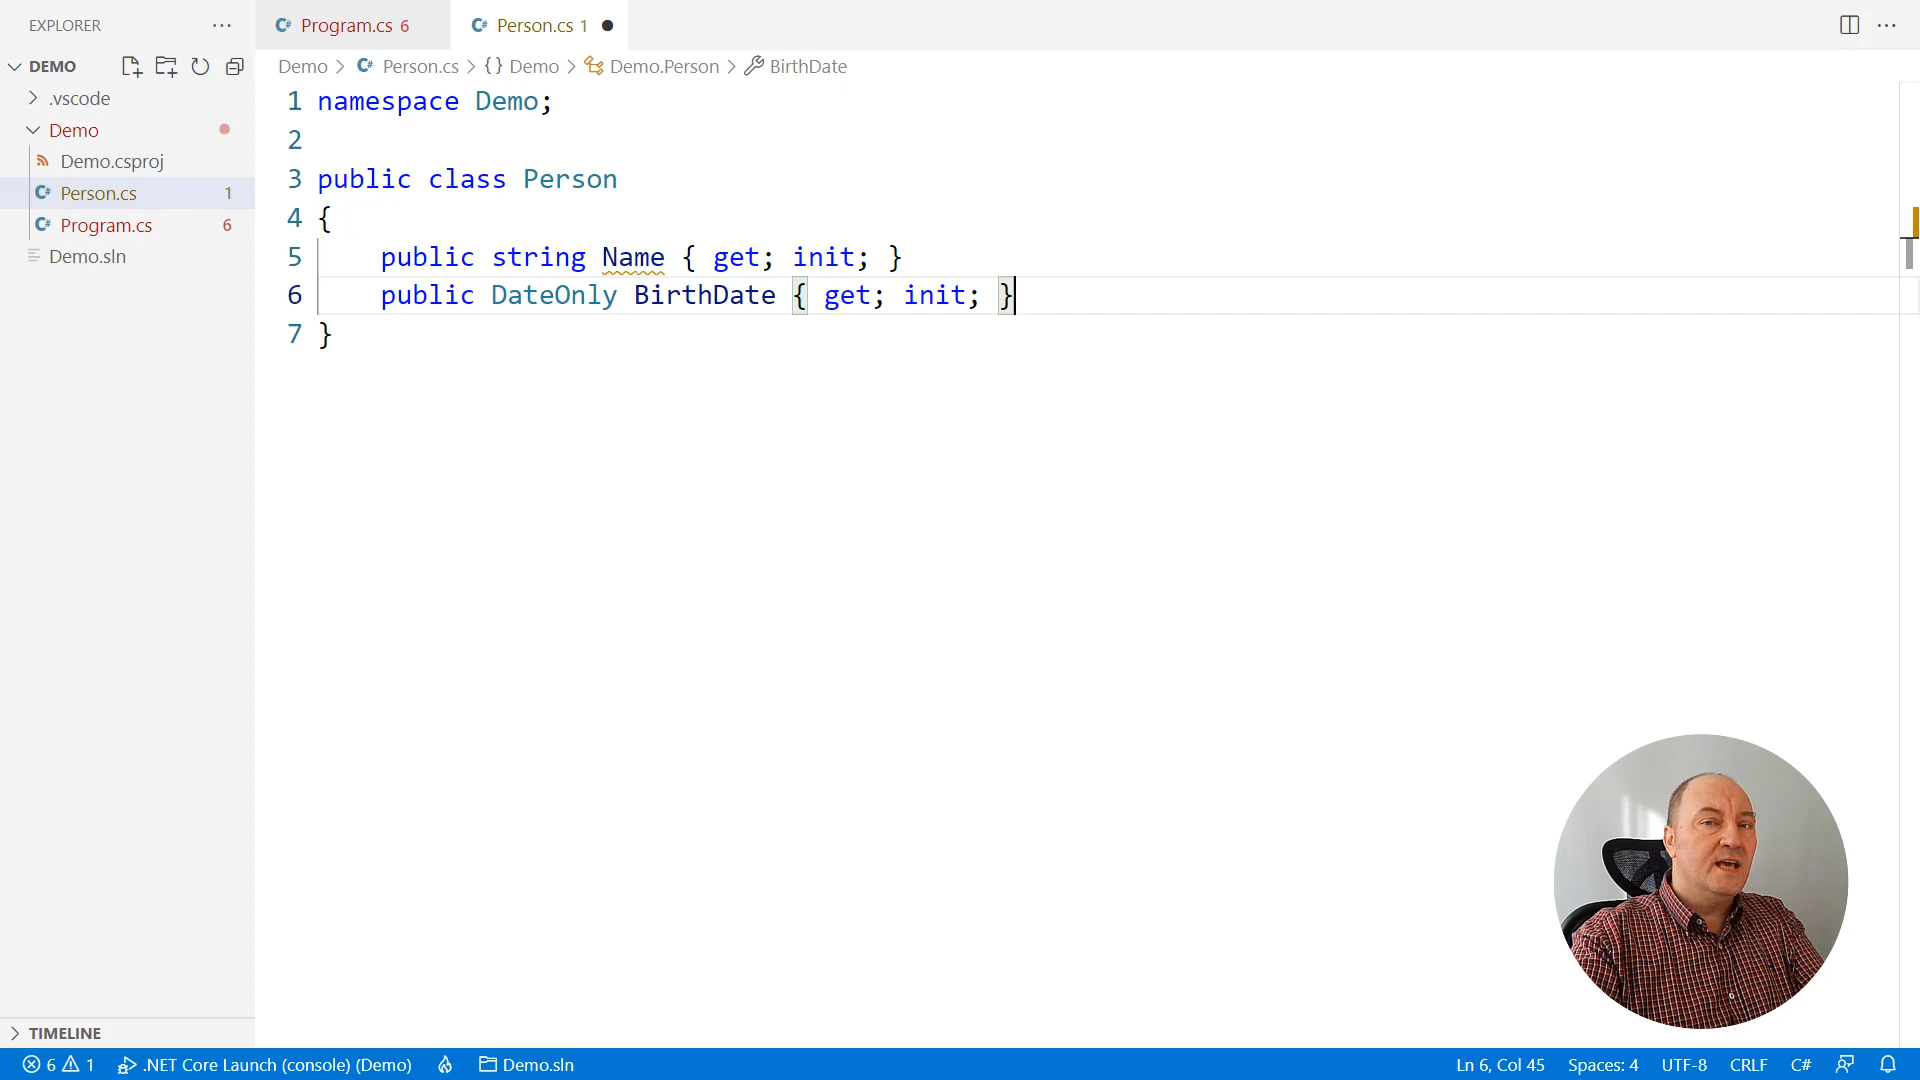 EXPLORER
DEMO
.vscode
Demo
Demo.csproj
Person.cs 1
Program.cs 6
Demo.sln
TIMELINE
Program.cs 6
Person.cs 1
Demo > Person.cs > {} Demo > Demo.Person > BirthDate
1 namespace Demo;
2
3 public class Person
4 {
5 public string Name { get; init; }
6 public DateOnly BirthDate { get; init; }
7 }
6 1 .NET Core Launch (console) (Demo) Demo.sln Ln 6, Col 45 Spaces: 4 UTF-8 CRLF C#